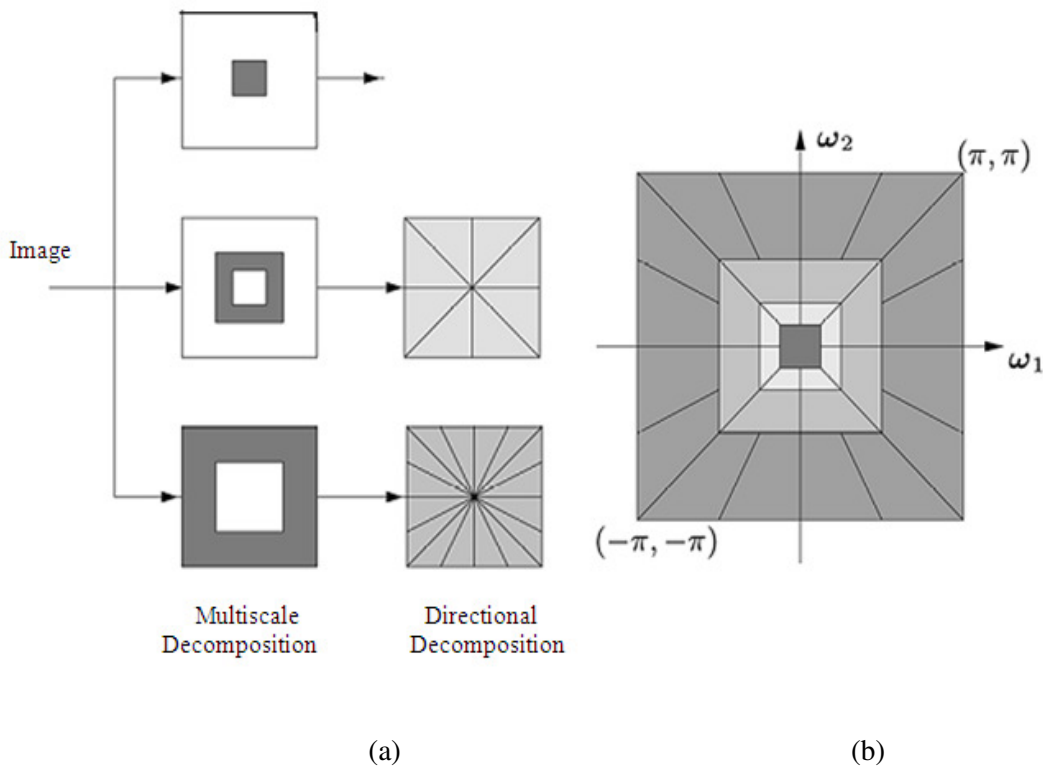 Image
Multiscale
Decomposition
Directional
Decomposition
ω₂
(π, π)
ω₁
(−π, −π)
(a)
(b)